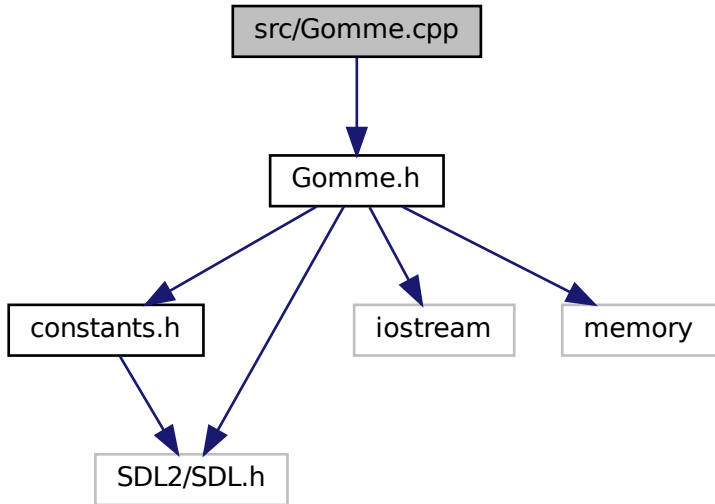 src/Gomme.cpp
Gomme.h
constants.h
iostream
memory
SDL2/SDL.h